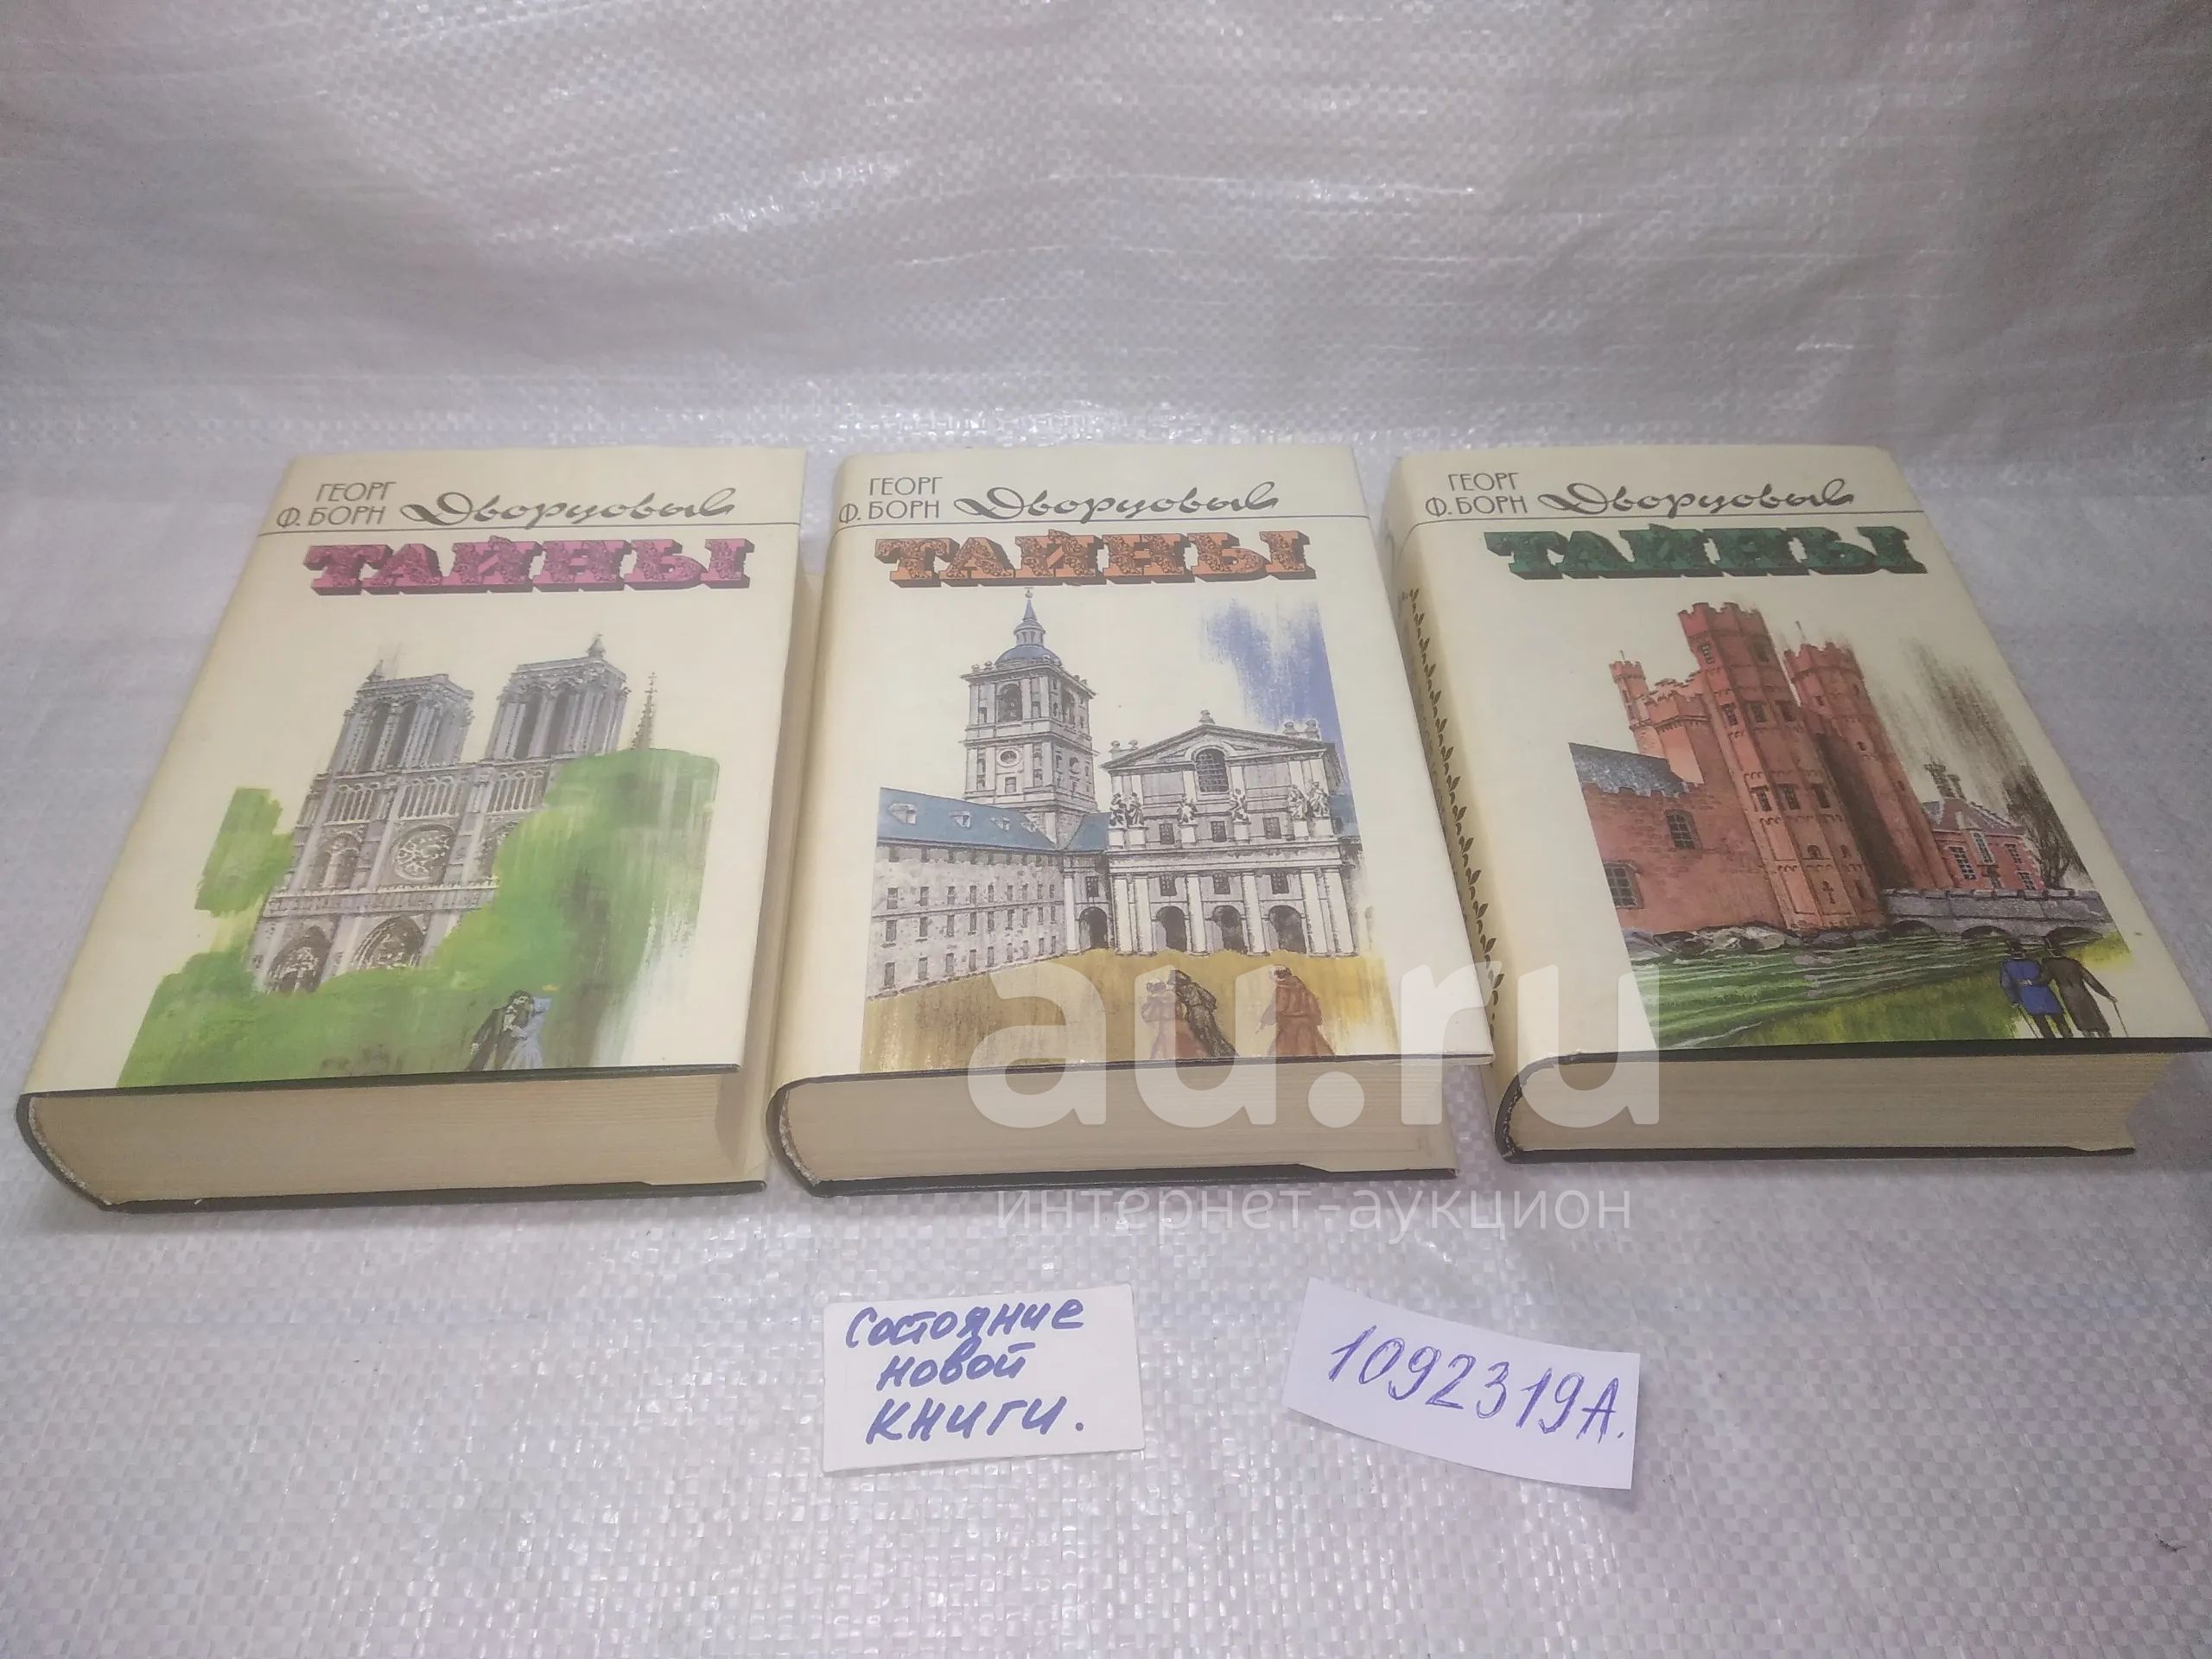 ГЕОРГ
Ф. БОРН Дворцовые
ТАЙНЫ
ГЕОРГ
Ф. БОРН Дворцовые
ТАЙНЫ
ГЕОРГ
Ф. БОРН Дворцовые
ТАЙНЫ
au.ru
интернет-аукцион
Состояние
новой
книги.
1092319А.